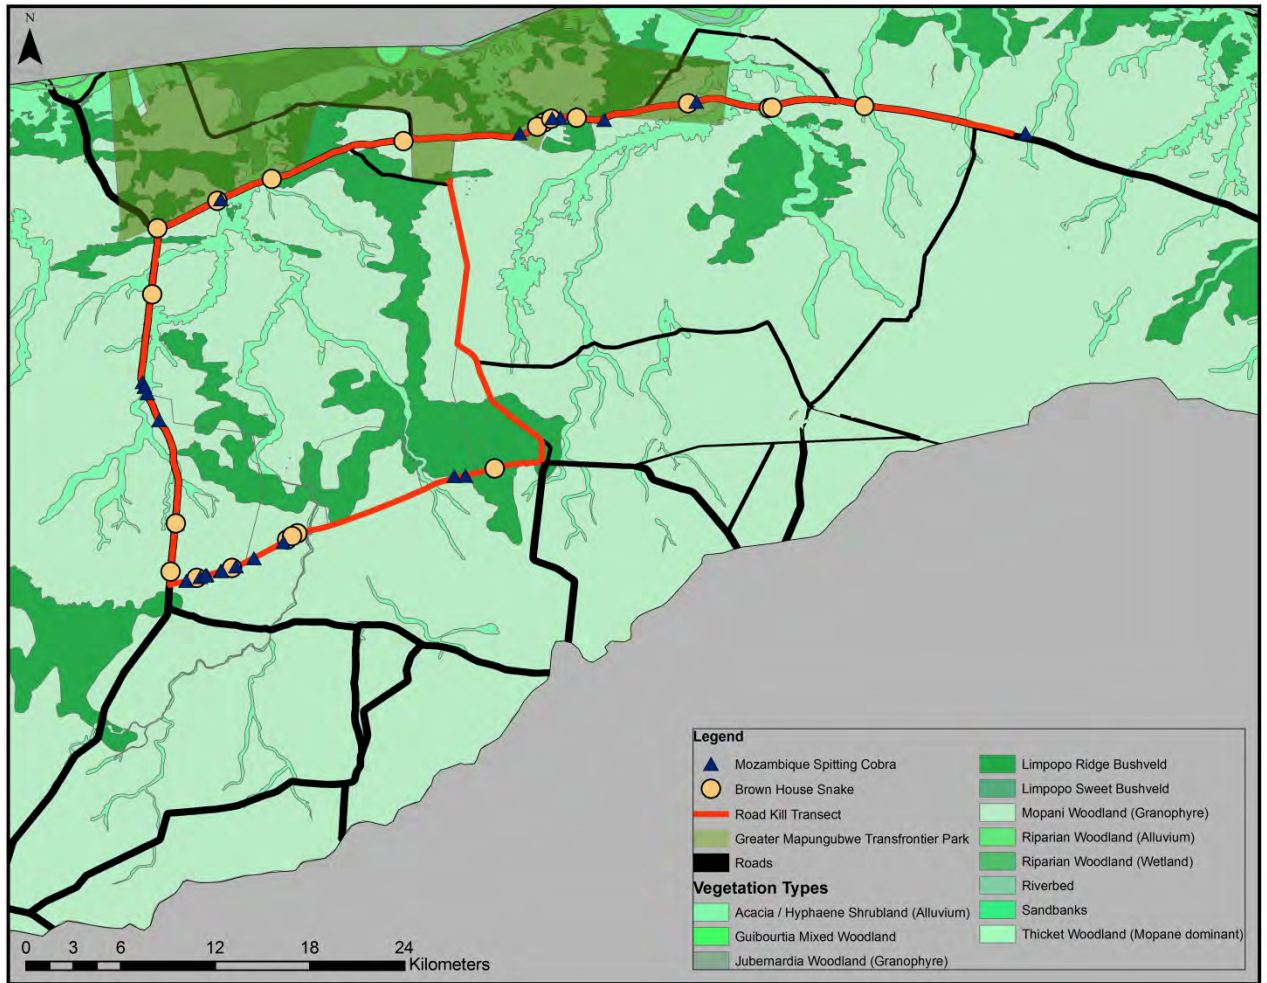 N
Legend
Mozambique Spitting Cobra
Brown House Snake
Road Kill Transect
Greater Mapungubwe Transfrontier Park
Roads
Vegetation Types
Acacia / Hyphaene Shrubland (Alluvium)
Guibourtia Mixed Woodland
Jubernardia Woodland (Granophyre)
Limpopo Ridge Bushveld
Limpopo Sweet Bushveld
Mopani Woodland (Granophyre)
Riparian Woodland (Alluvium)
Riparian Woodland (Wetland)
Riverbed
Sandbanks
Thicket Woodland (Mopane dominant)
0 3 6 12 18 24
Kilometers